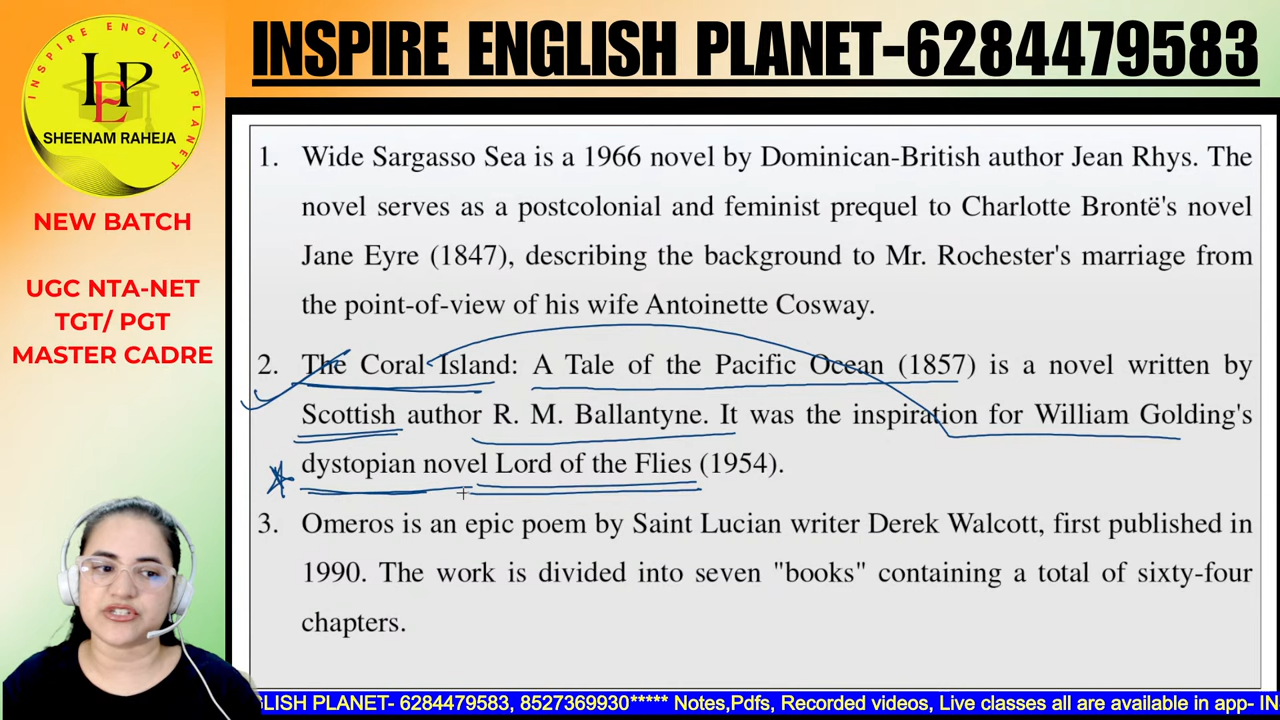 INSPIRE ENGLISH PLANET-6284479583
INSPIRE ENGLISH PLANET
IEP
SHEENAM RAHEJA
NEW BATCH
UGC NTA-NET
TGT/ PGT
MASTER CADRE
1. Wide Sargasso Sea is a 1966 novel by Dominican-British author Jean Rhys. The
novel serves as a postcolonial and feminist prequel to Charlotte Brontë's novel
Jane Eyre (1847), describing the background to Mr. Rochester's marriage from
the point-of-view of his wife Antoinette Cosway.
2. The Coral Island: A Tale of the Pacific Ocean (1857) is a novel written by
Scottish author R. M. Ballantyne. It was the inspiration for William Golding's
dystopian novel Lord of the Flies (1954).
3. Omeros is an epic poem by Saint Lucian writer Derek Walcott, first published in
1990. The work is divided into seven "books" containing a total of sixty-four
chapters.
GLISH PLANET- 6284479583, 8527369930***** Notes,Pdfs, Recorded videos, Live classes all are available in app- IN